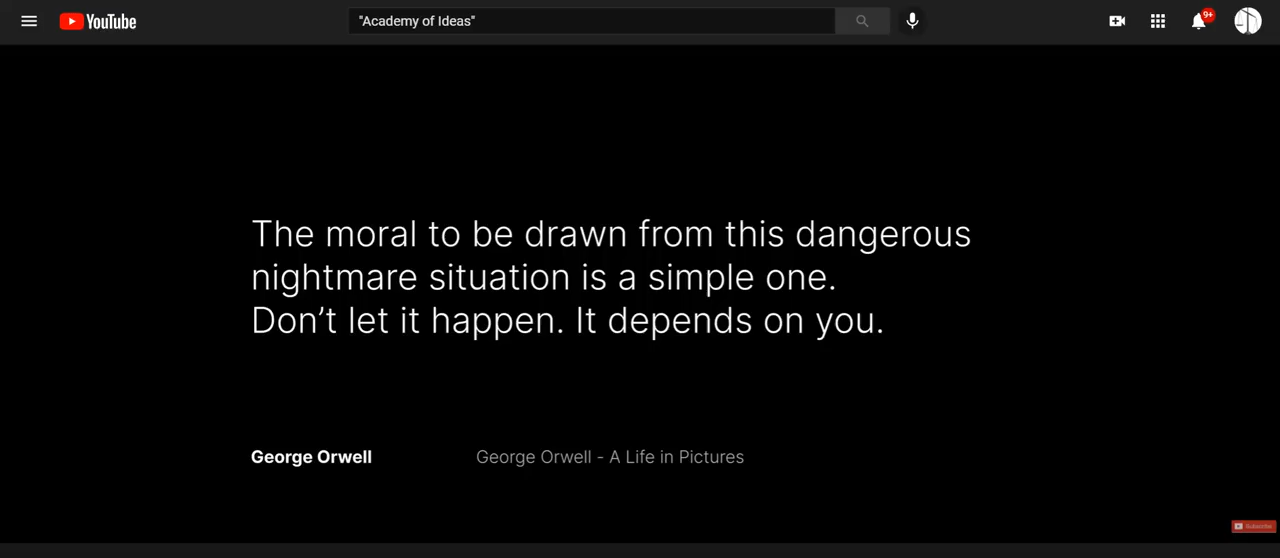 YouTube
"Academy of Ideas"
9+
The moral to be drawn from this dangerous
nightmare situation is a simple one.
Don’t let it happen. It depends on you.
George Orwell
George Orwell - A Life in Pictures
Subscribe